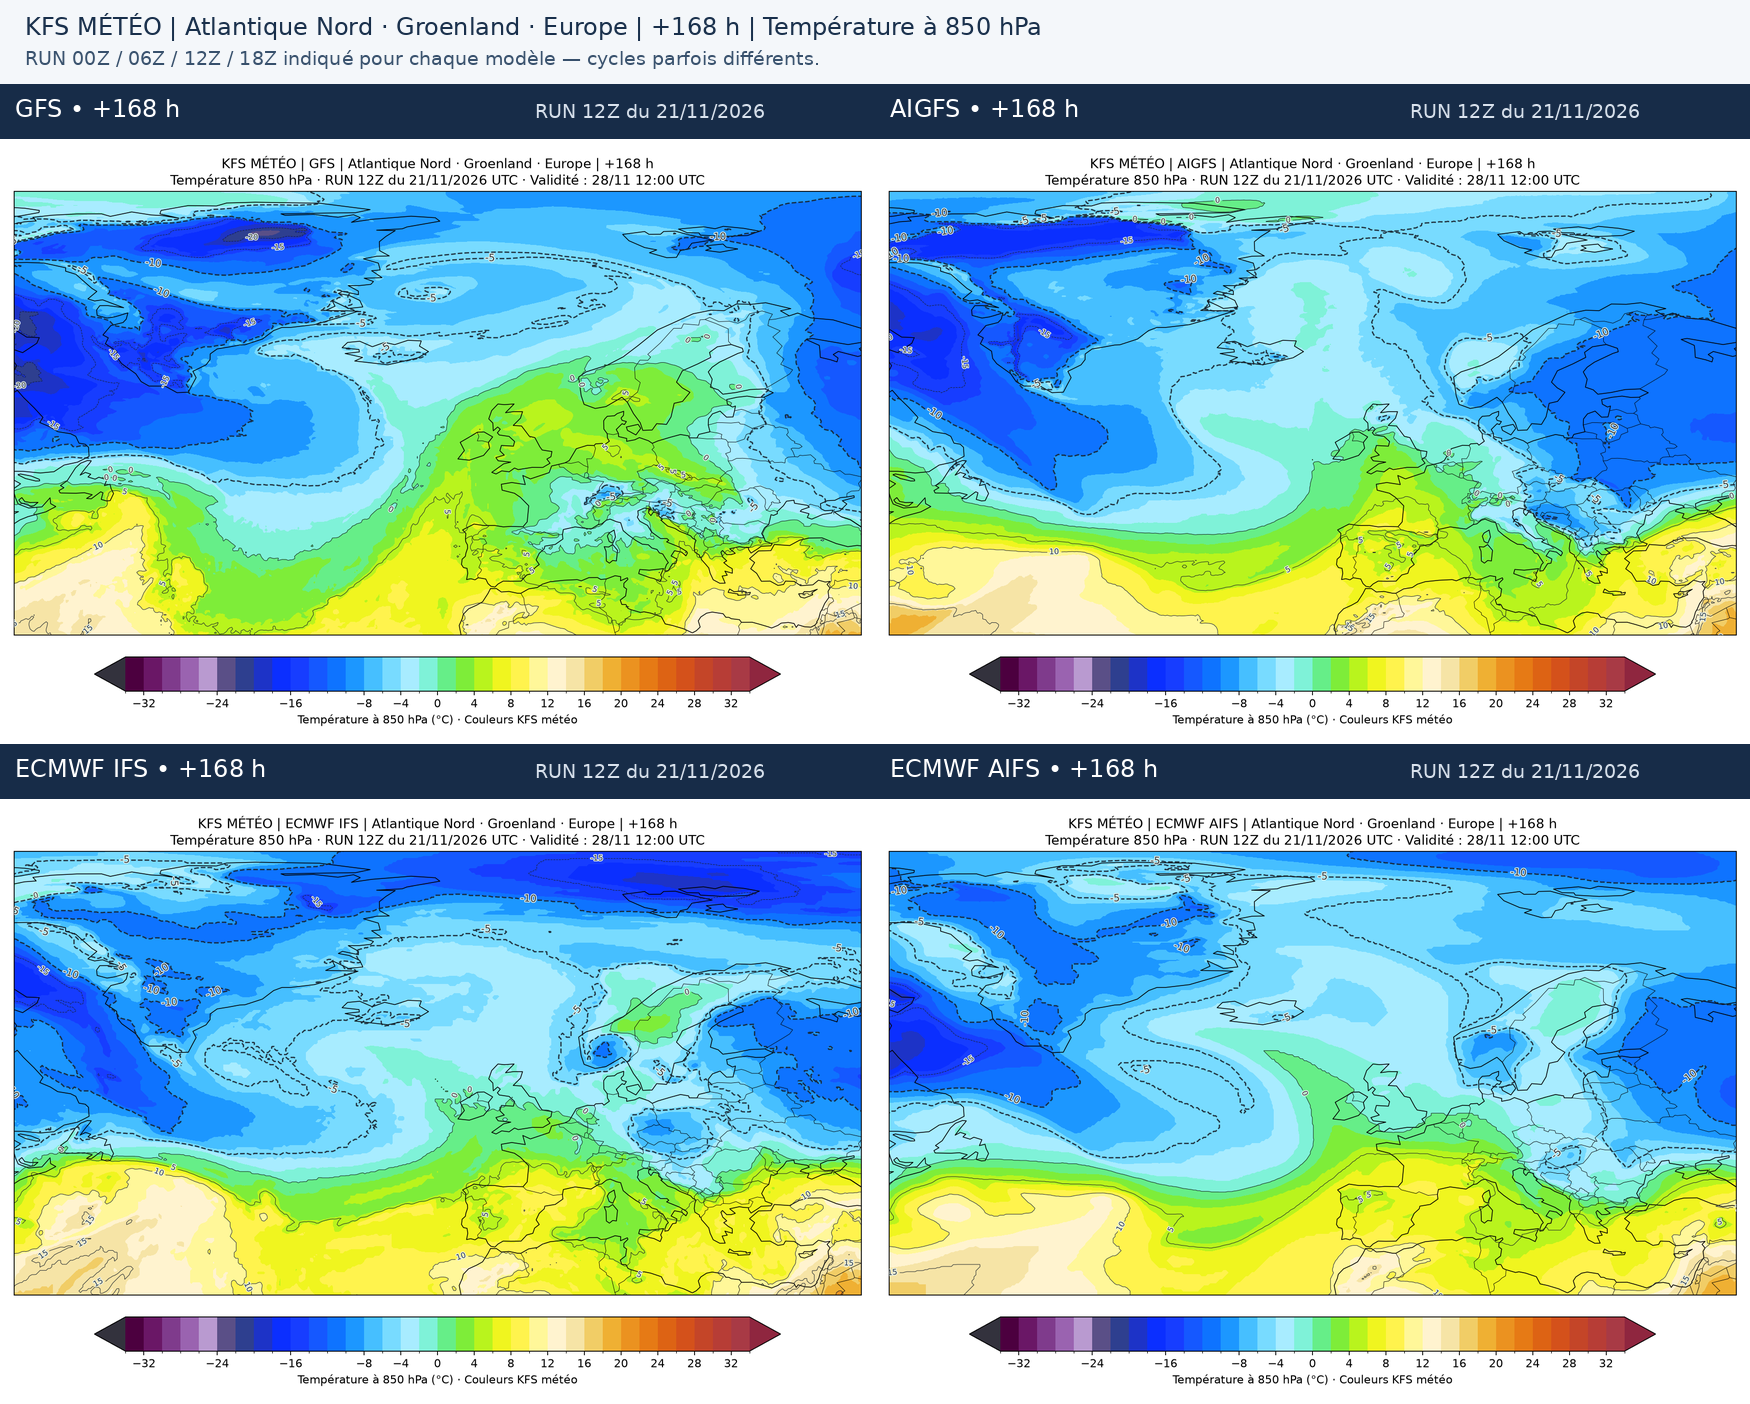 KFS MÉTÉO | Atlantique Nord · Groenland · Europe | +168 h | Température à 850 hPa
RUN 00Z / 06Z / 12Z / 18Z indiqué pour chaque modèle — cycles parfois différents.
GFS • +168 h
RUN 12Z du 21/11/2026
AIGFS • +168 h
RUN 12Z du 21/11/2026
KFS MÉTÉO | GFS | Atlantique Nord · Groenland · Europe | +168 h
Température 850 hPa · RUN 12Z du 21/11/2026 UTC · Validité : 28/11 12:00 UTC
KFS MÉTÉO | AIGFS | Atlantique Nord · Groenland · Europe | +168 h
Température 850 hPa · RUN 12Z du 21/11/2026 UTC · Validité : 28/11 12:00 UTC
−32 −24 −16 −8 −4 0 4 8 12 16 20 24 28 32
Température à 850 hPa (°C) · Couleurs KFS météo
−32 −24 −16 −8 −4 0 4 8 12 16 20 24 28 32
Température à 850 hPa (°C) · Couleurs KFS météo
ECMWF IFS • +168 h
RUN 12Z du 21/11/2026
ECMWF AIFS • +168 h
RUN 12Z du 21/11/2026
KFS MÉTÉO | ECMWF IFS | Atlantique Nord · Groenland · Europe | +168 h
Température 850 hPa · RUN 12Z du 21/11/2026 UTC · Validité : 28/11 12:00 UTC
KFS MÉTÉO | ECMWF AIFS | Atlantique Nord · Groenland · Europe | +168 h
Température 850 hPa · RUN 12Z du 21/11/2026 UTC · Validité : 28/11 12:00 UTC
−32 −24 −16 −8 −4 0 4 8 12 16 20 24 28 32
Température à 850 hPa (°C) · Couleurs KFS météo
−32 −24 −16 −8 −4 0 4 8 12 16 20 24 28 32
Température à 850 hPa (°C) · Couleurs KFS météo